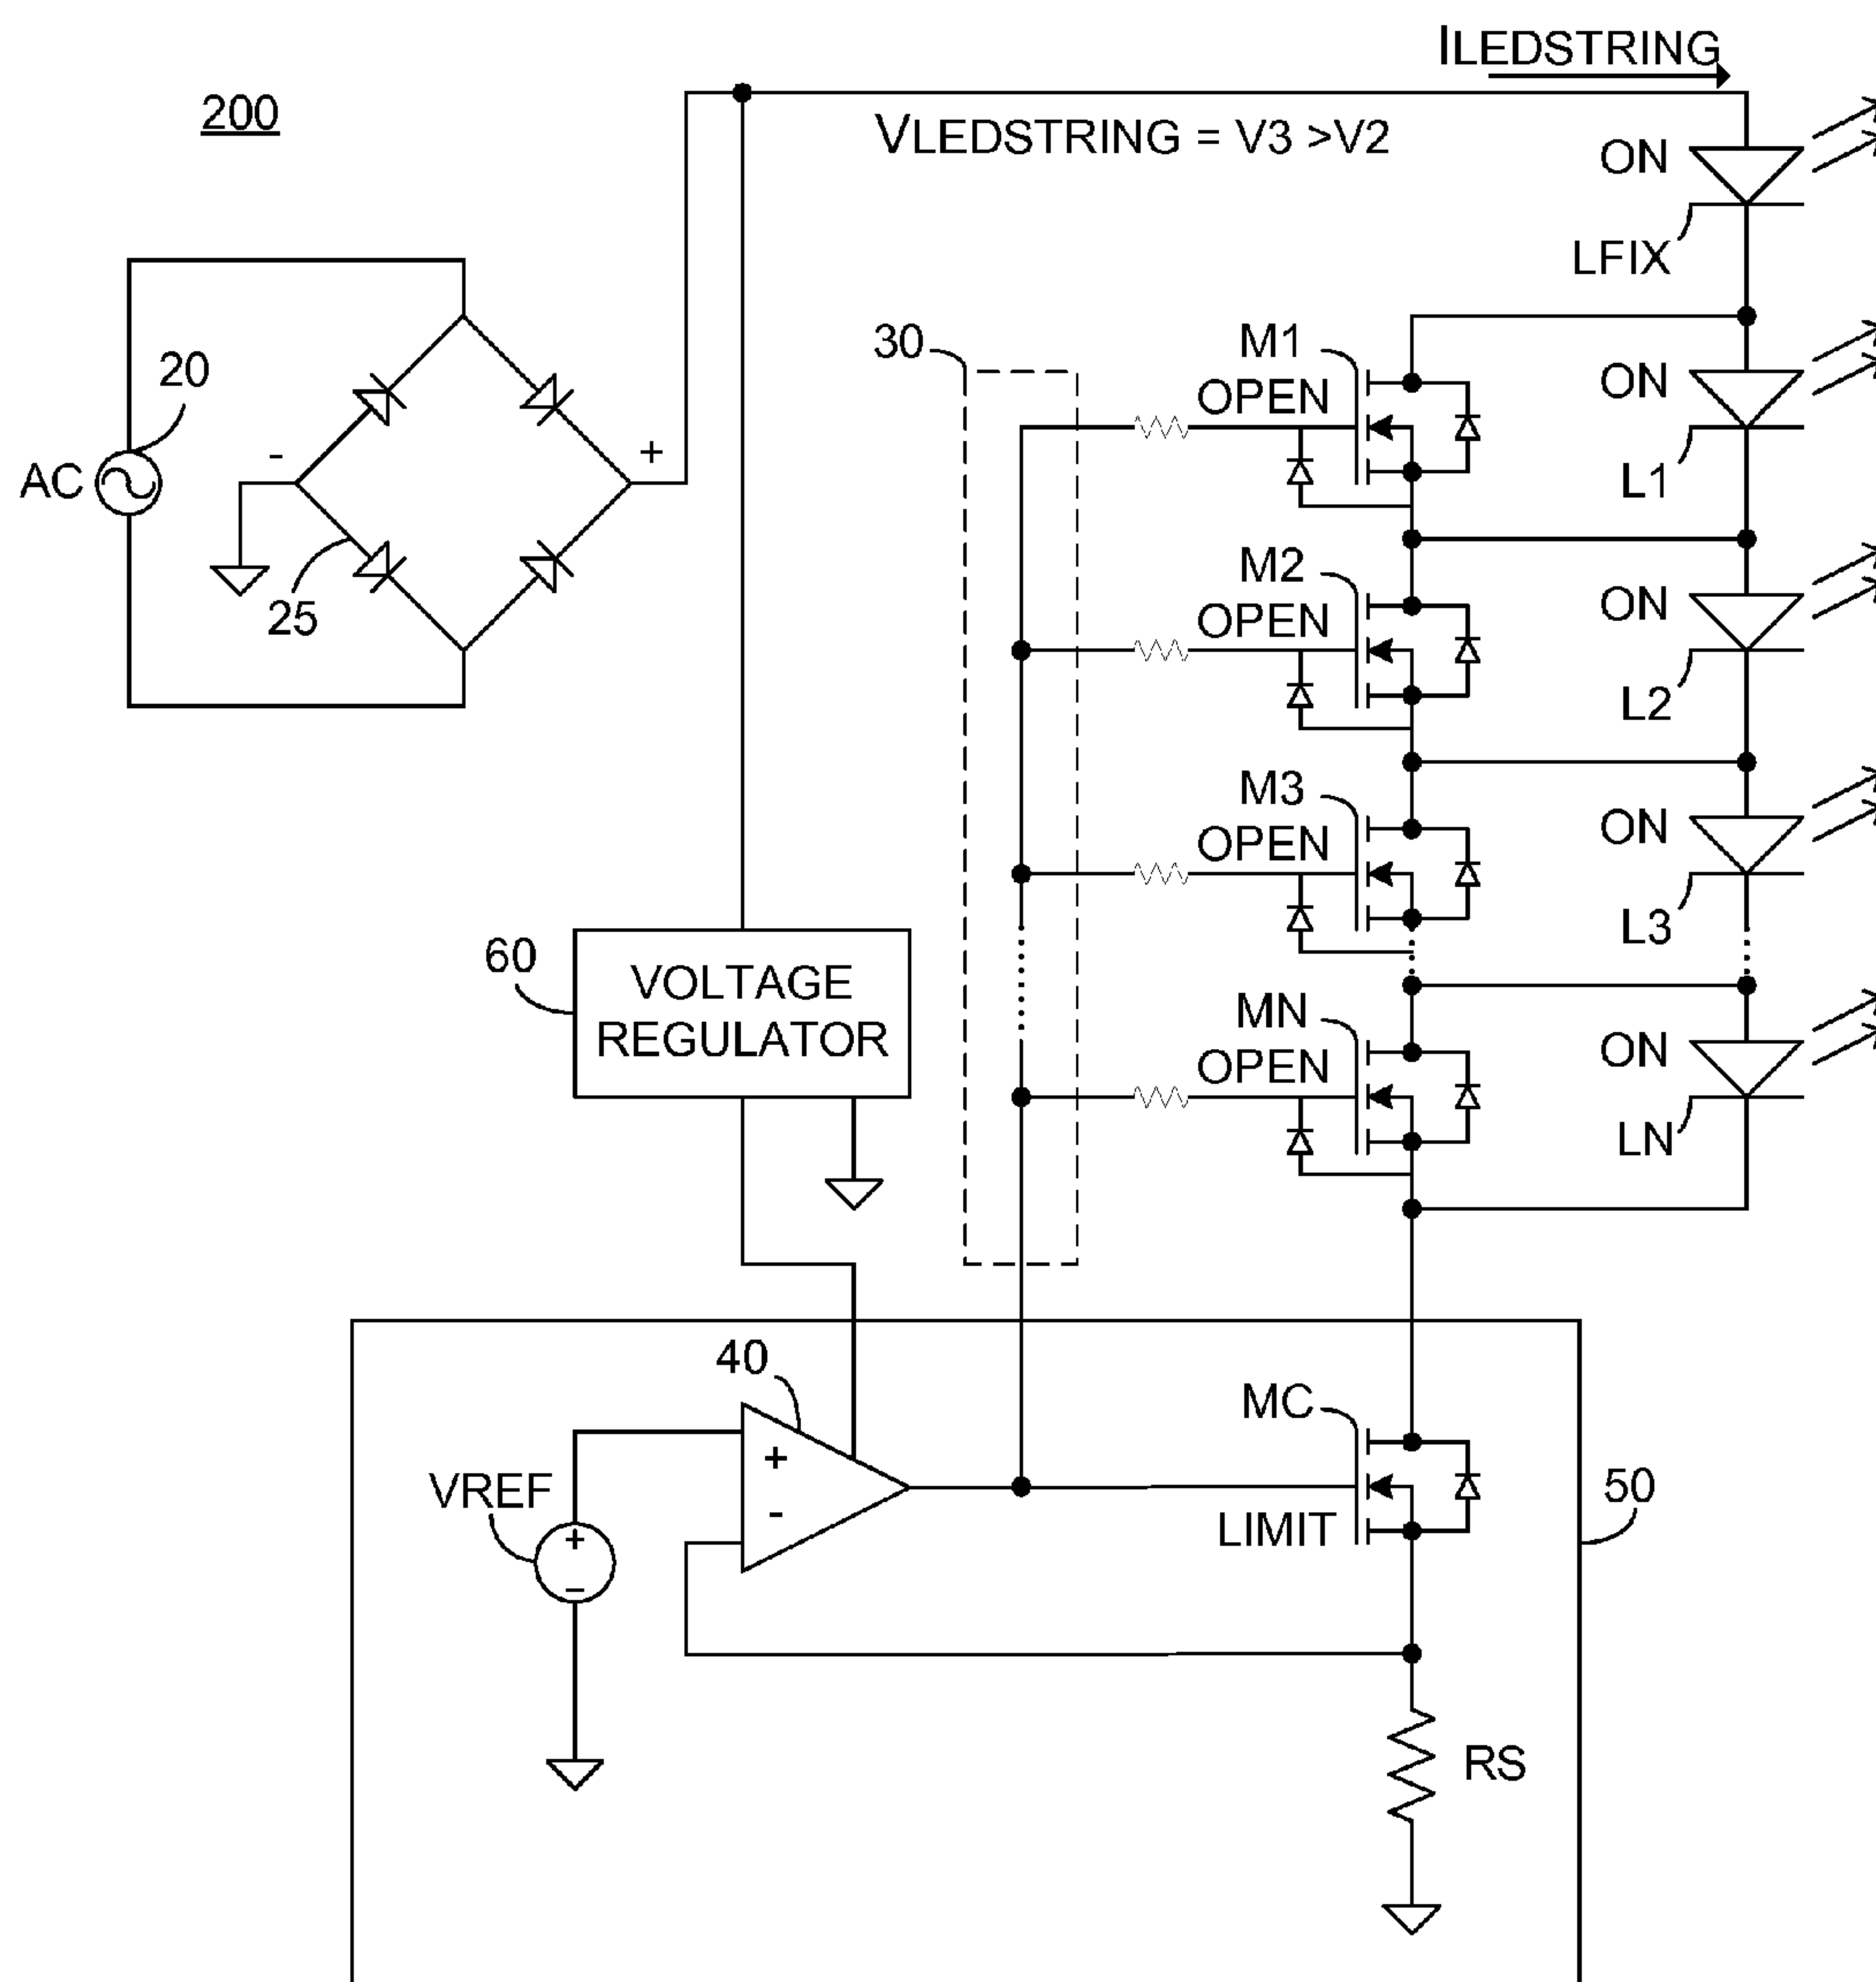 200
ILEDSTRING
VLEDSTRING = V3 >V2
ON
LFIX
20
AC
-
+
25
30
M1
OPEN
ON
L1
M2
OPEN
ON
L2
M3
OPEN
ON
L3
60
VOLTAGE
REGULATOR
MN
OPEN
ON
LN
40
MC
LIMIT
50
VREF
+
-
+
-
RS